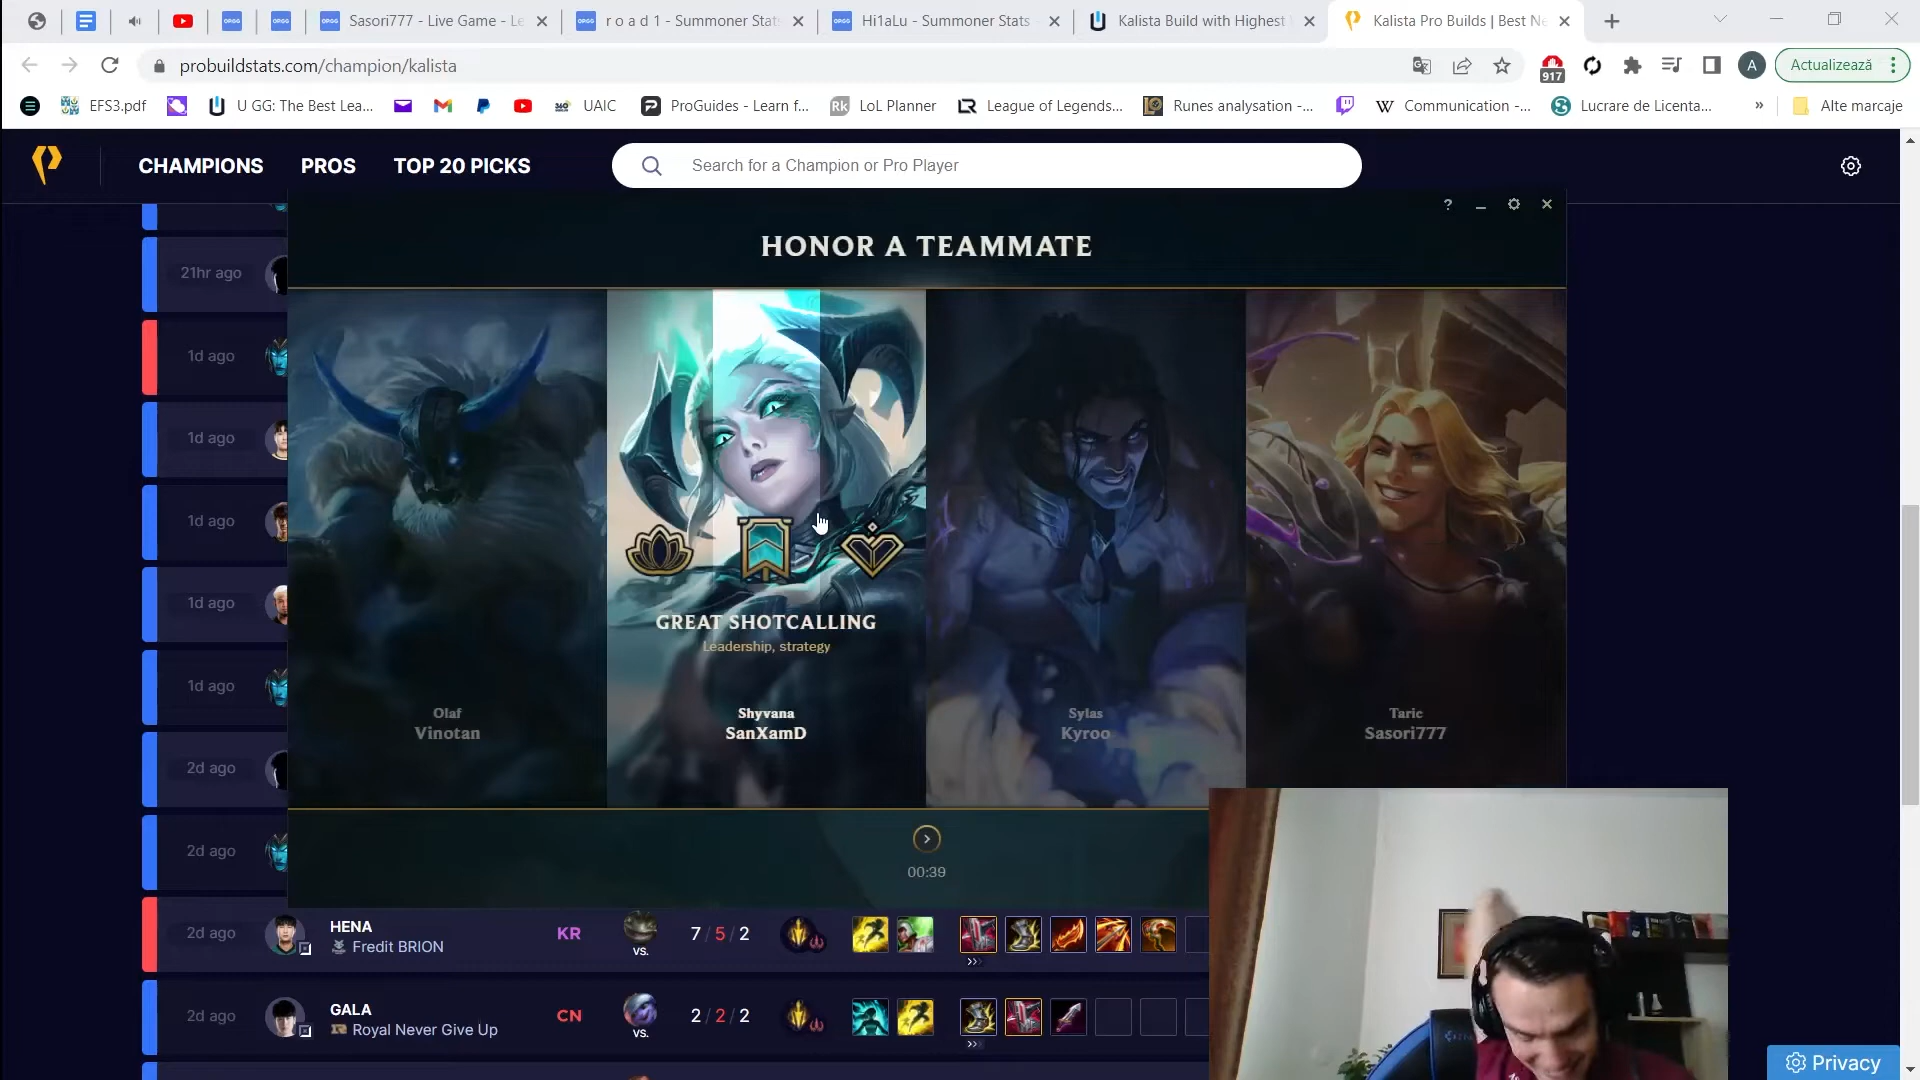 Sasori777 - Live Game - Le
r o a d 1 - Summoner Stats
Hi1aLu - Summoner Stats -
Kalista Build with Highest
Kalista Pro Builds | Best Ne
probuildstats.com/champion/kalista
917
A
Actualizează
EFS3.pdf
U GG: The Best Lea...
UAIC
ProGuides - Learn f...
LoL Planner
League of Legends...
Runes analysation -...
Communication -...
Lucrare de Licenta...
»
Alte marcaje
CHAMPIONS
PROS
TOP 20 PICKS
Search for a Champion or Pro Player
HONOR A TEAMMATE
21hr ago
1d ago
1d ago
1d ago
1d ago
1d ago
2d ago
2d ago
GREAT SHOTCALLING
Leadership, strategy
Olaf
Vinotan
Shyvana
SanXamD
Sylas
Kyroo
Taric
Sasori777
00:39
2d ago
HENA
Fredit BRION
KR
VS.
7 / 5 / 2
2d ago
GALA
Royal Never Give Up
CN
VS.
2 / 2 / 2
Privacy